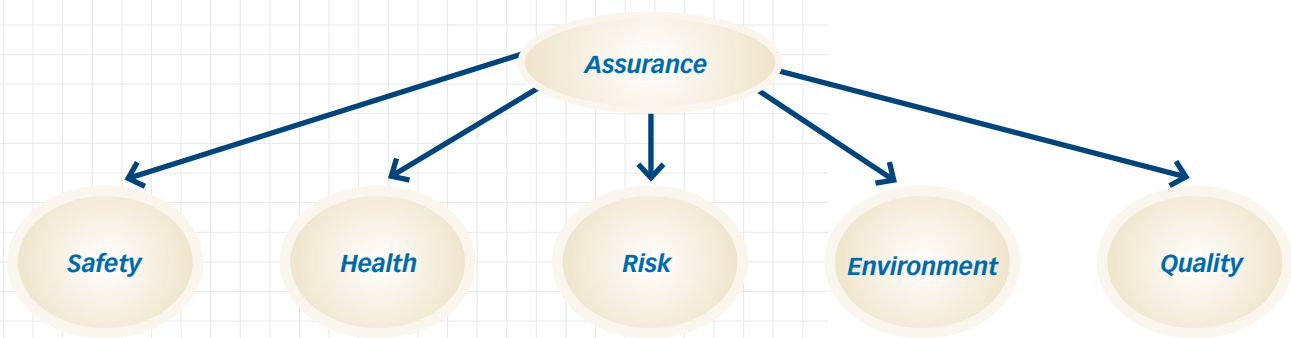 Assurance
Safety
Health
Risk
Environment
Quality